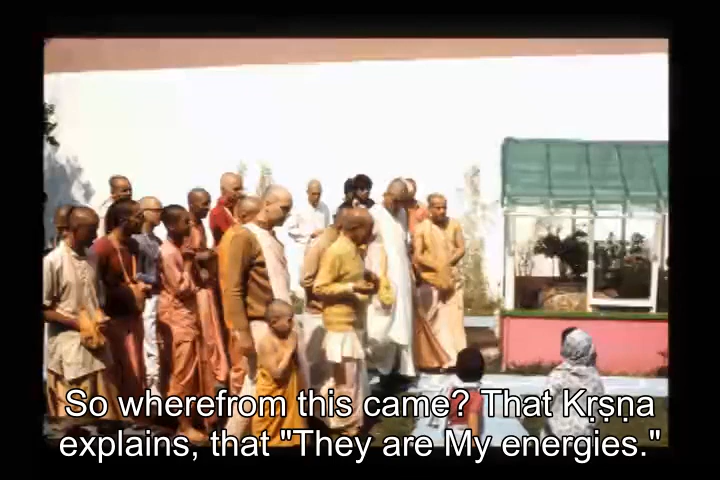 So wherefrom this came? That Kṛṣṇa
explains, that "They are My energies."